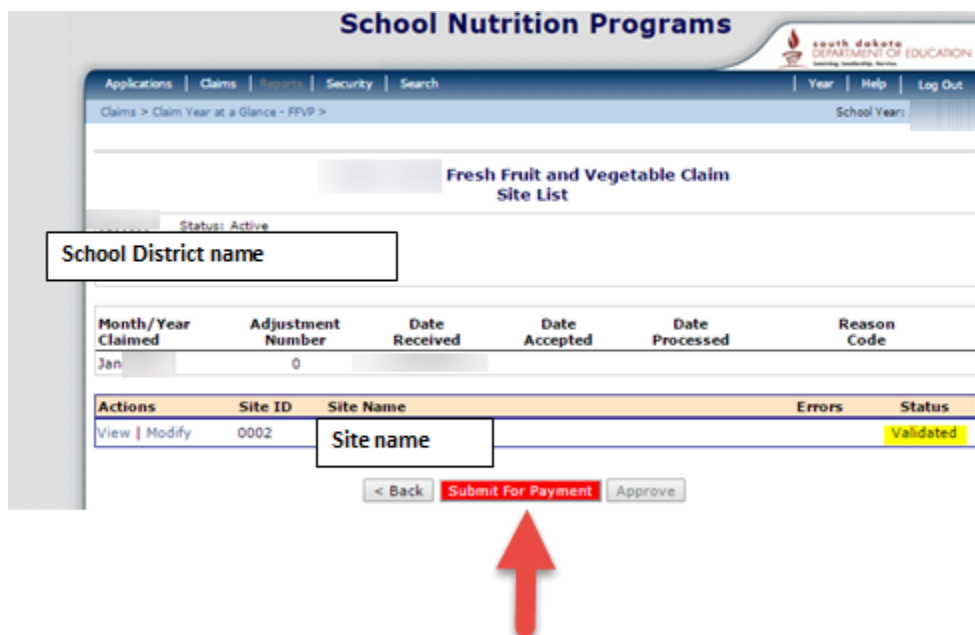 School Nutrition Programs
south dakota
DEPARTMENT OF EDUCATION
Learning. Leadership. Service.
Applications | Claims | Reports | Security | Search | Year | Help | Log Out
Claims > Claim Year at a Glance - FFVP > School Year:
Fresh Fruit and Vegetable Claim
Site List
Status: Active
School District name
Month/Year Claimed Adjustment Number Date Received Date Accepted Date Processed Reason Code
Jan 0
Actions Site ID Site Name Errors Status
View | Modify 0002 Site name Validated
< Back Submit For Payment Approve